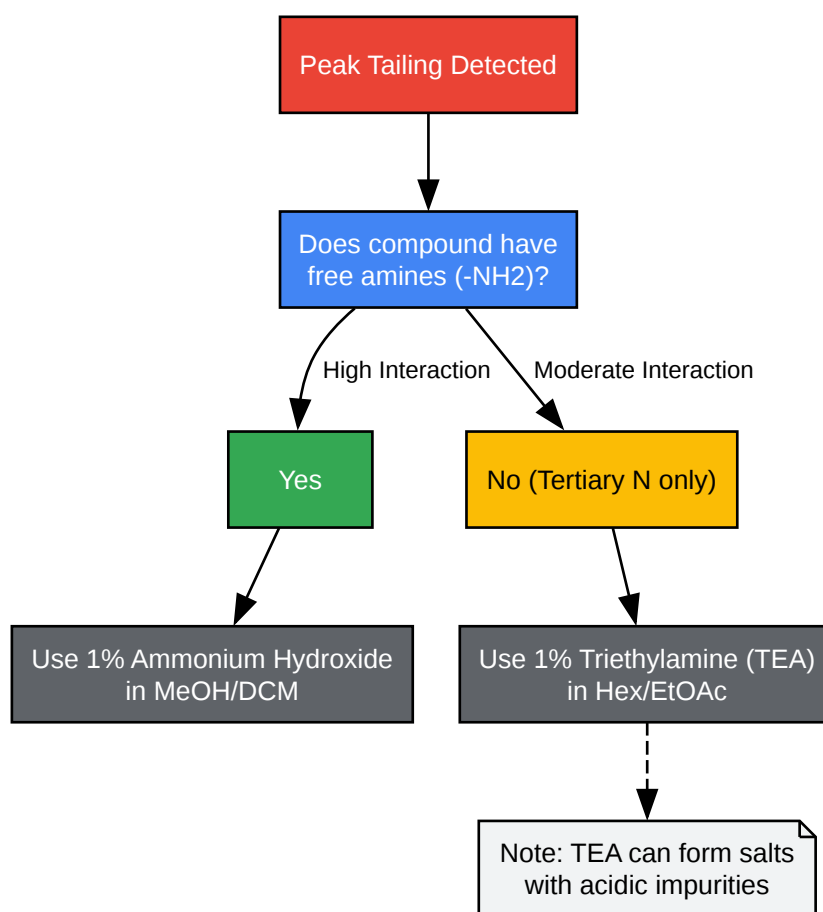 Peak Tailing Detected
Does compound have
free amines (-NH2)?
High Interaction
Moderate Interaction
Yes
No (Tertiary N only)
Use 1% Ammonium Hydroxide
in MeOH/DCM
Use 1% Triethylamine (TEA)
in Hex/EtOAc
Note: TEA can form salts
with acidic impurities